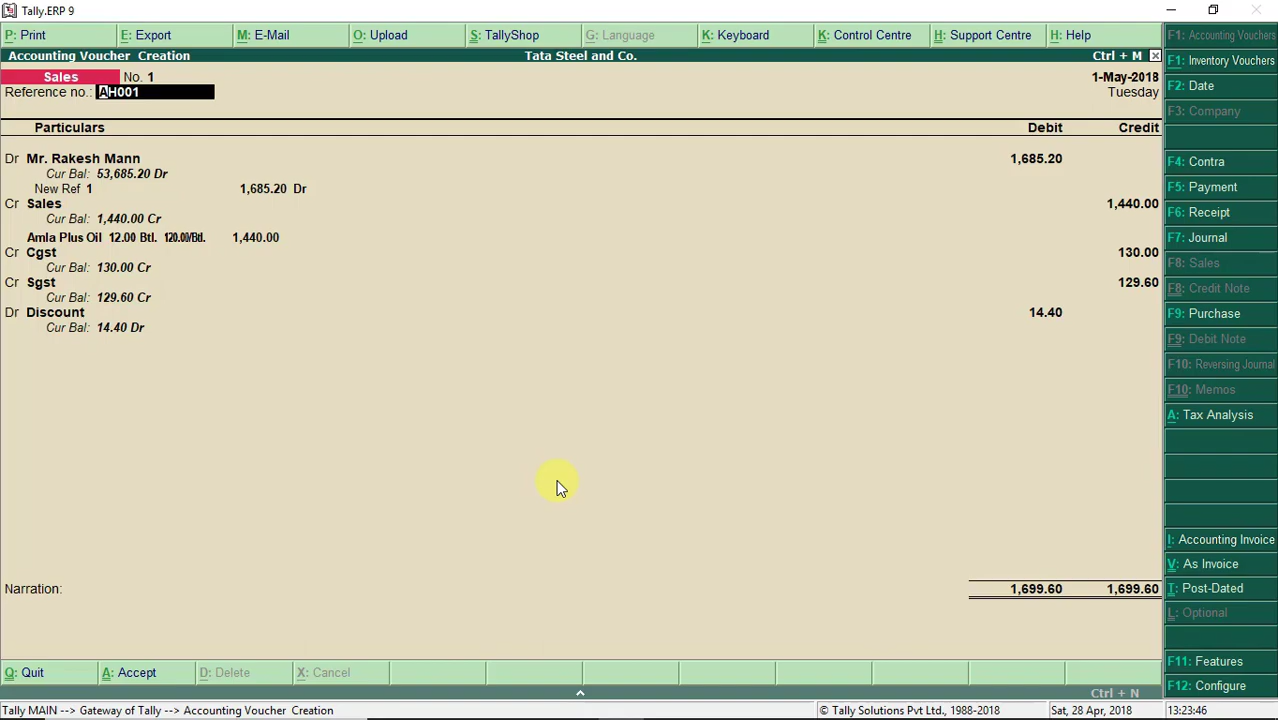 Tally.ERP 9
P: Print E: Export M: E-Mail O: Upload S: TallyShop G: Language K: Keyboard K: Control Centre H: Support Centre H: Help
Accounting Voucher Creation Tata Steel and Co. Ctrl + M
Sales No. 1 1-May-2018
Reference no.: AH001 Tuesday
Particulars Debit Credit
Dr Mr. Rakesh Mann 1,685.20
Cur Bal: 53,685.20 Dr
New Ref 1 1,685.20 Dr
Cr Sales 1,440.00
Cur Bal: 1,440.00 Cr
Amla Plus Oil 12.00 Btl. 120.00/Btl. 1,440.00
Cr Cgst 130.00
Cur Bal: 130.00 Cr
Cr Sgst 129.60
Cur Bal: 129.60 Cr
Dr Discount 14.40
Cur Bal: 14.40 Dr
Narration: 1,699.60 1,699.60
F1: Accounting Vouchers
F1: Inventory Vouchers
F2: Date
F3: Company
F4: Contra
F5: Payment
F6: Receipt
F7: Journal
F8: Sales
F8: Credit Note
F9: Purchase
F9: Debit Note
F10: Reversing Journal
F10: Memos
A: Tax Analysis
I: Accounting Invoice
V: As Invoice
T: Post-Dated
L: Optional
F11: Features
F12: Configure
Q: Quit A: Accept D: Delete X: Cancel
Ctrl + N
Tally MAIN --> Gateway of Tally --> Accounting Voucher Creation © Tally Solutions Pvt Ltd., 1988-2018 Sat, 28 Apr, 2018 13:23:46